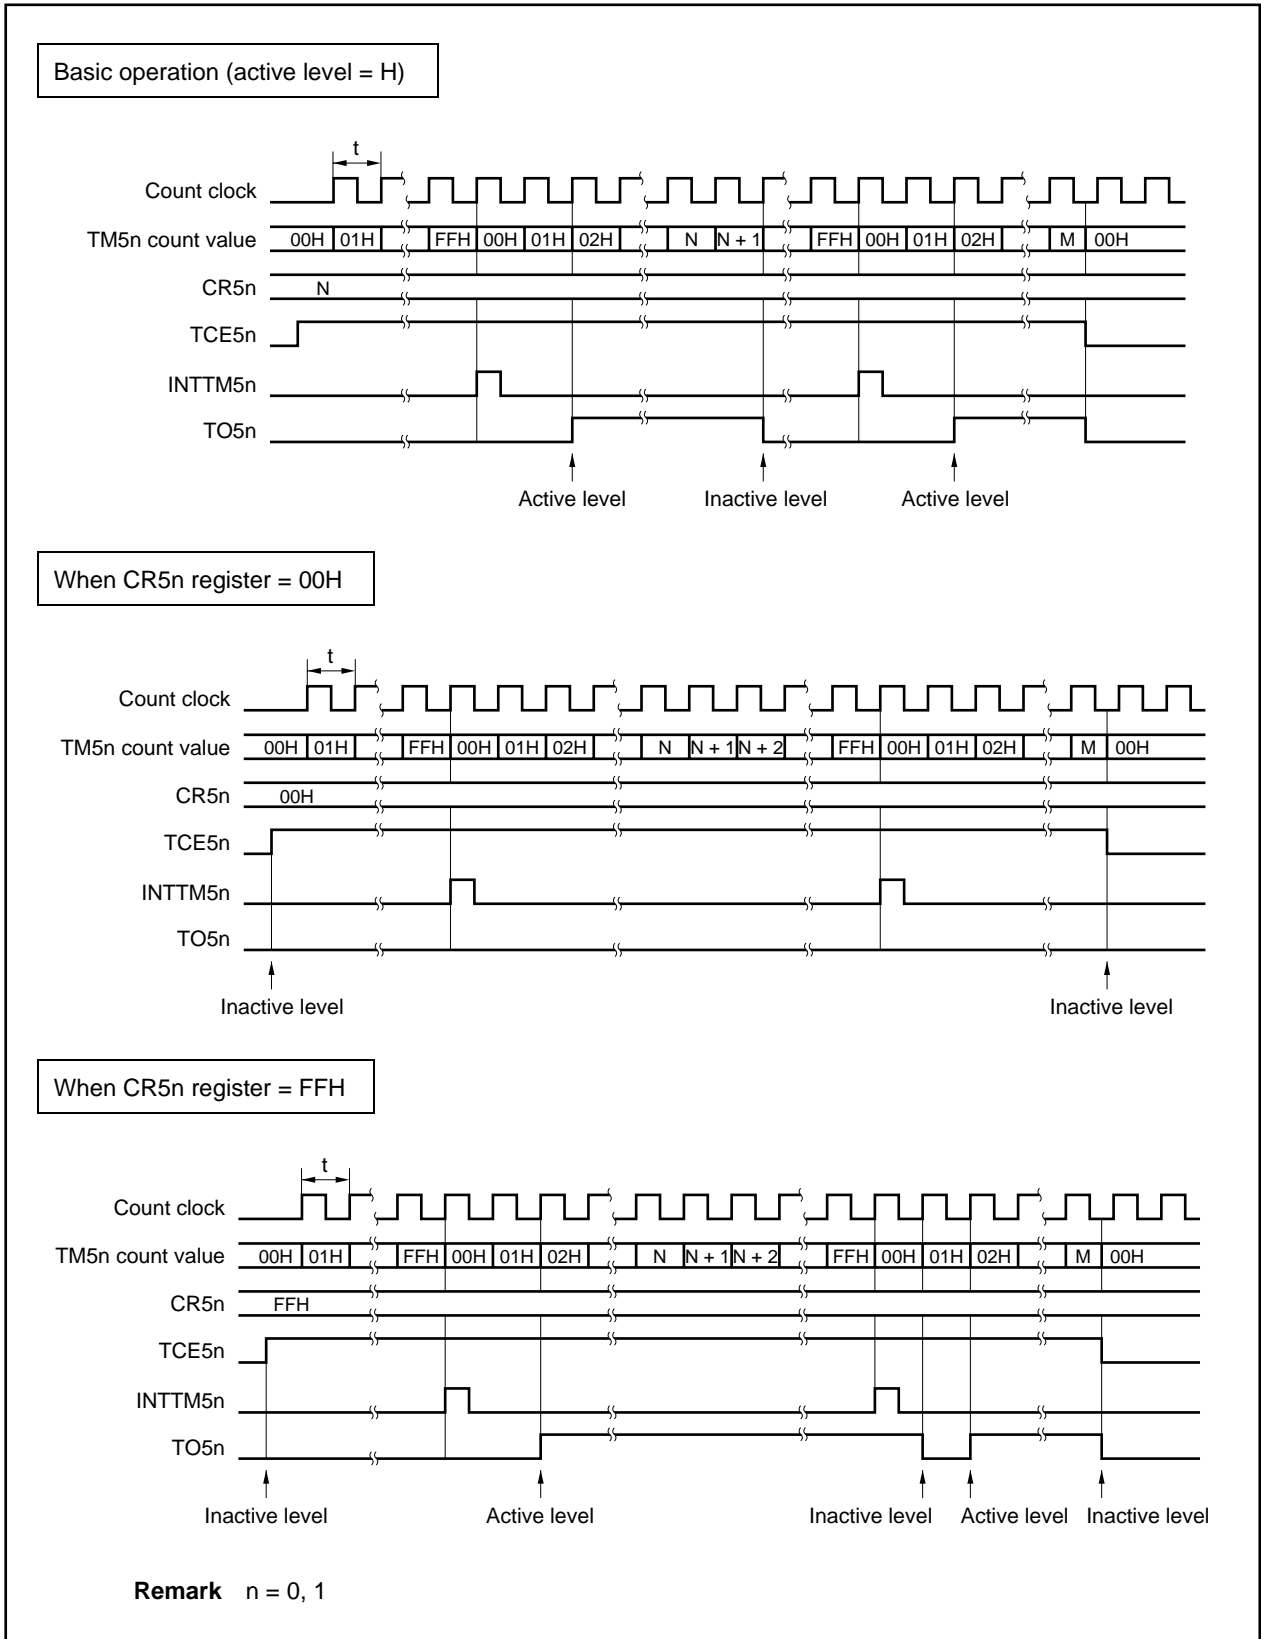 Basic operation (active level = H)
t
Count clock
TM5n count value 00H 01H FFH 00H 01H 02H N N + 1 FFH 00H 01H 02H M 00H
CR5n N
TCE5n
INTTM5n
TO5n
Active level Inactive level Active level
When CR5n register = 00H
t
Count clock
TM5n count value 00H 01H FFH 00H 01H 02H N N + 1 N + 2 FFH 00H 01H 02H M 00H
CR5n 00H
TCE5n
INTTM5n
TO5n
Inactive level Inactive level
When CR5n register = FFH
t
Count clock
TM5n count value 00H 01H FFH 00H 01H 02H N N + 1 N + 2 FFH 00H 01H 02H M 00H
CR5n FFH
TCE5n
INTTM5n
TO5n
Inactive level Active level Inactive level Active level Inactive level
Remark n = 0, 1